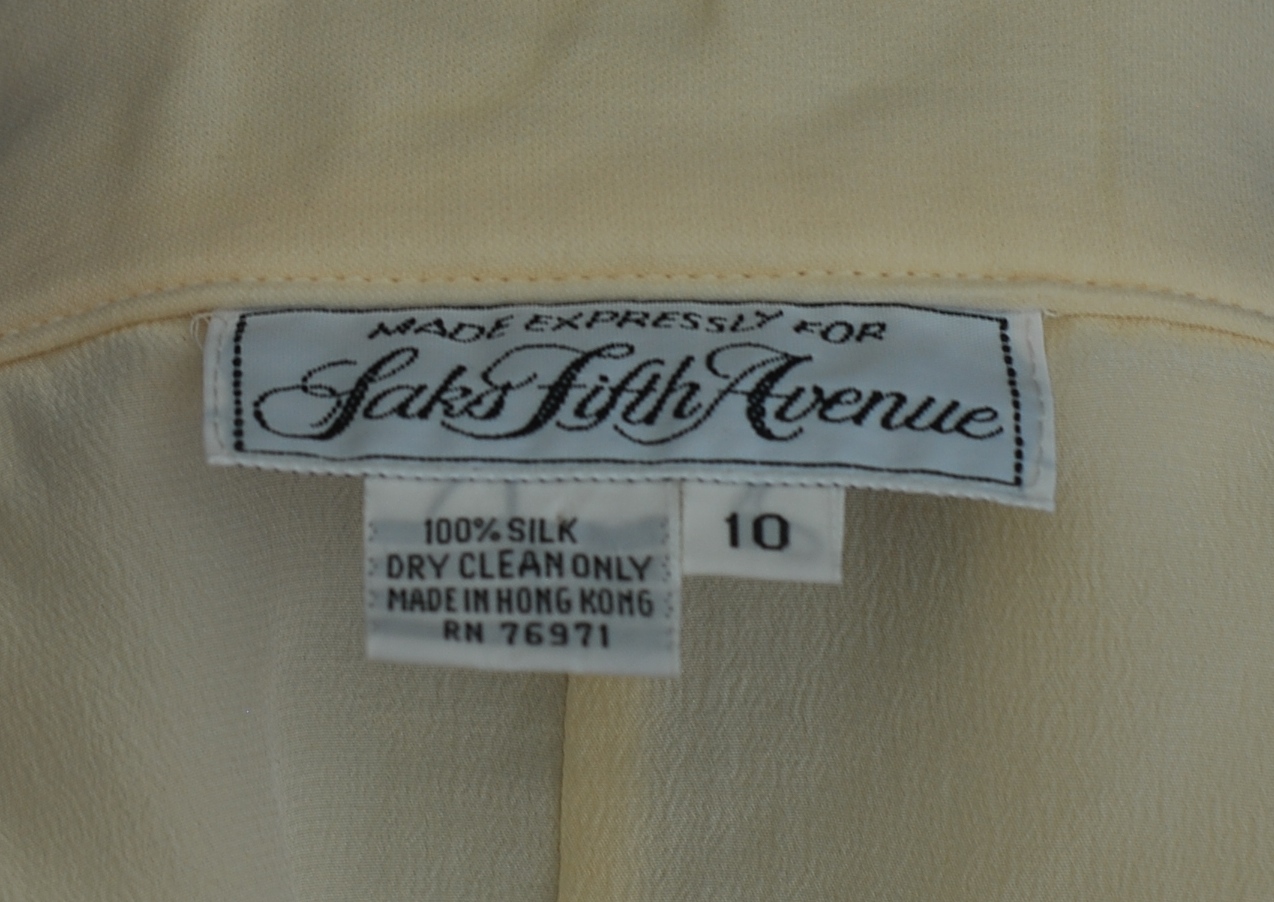 MADE EXPRESSLY FOR
Saks Fifth Avenue
100% SILK
DRY CLEAN ONLY
MADE IN HONG KONG
RN 76971
10